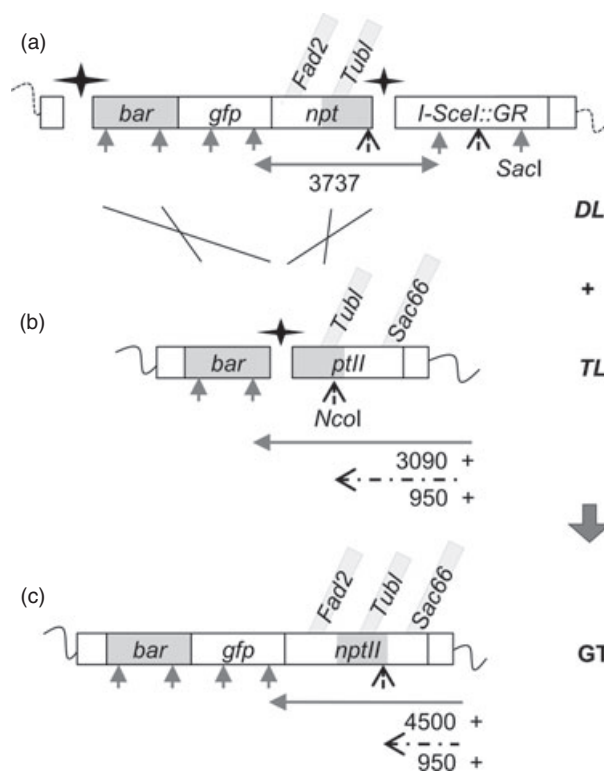 (a)
Fad2
TubI
bar
gfp
npt
I-SceI::GR
3737
SacI
DL
+
(b)
TubI
Sac66
bar
ptII
TL
NcoI
3090 +
950 +
(c)
Fad2
TubI
Sac66
bar
gfp
nptII
GT
4500 +
950 +